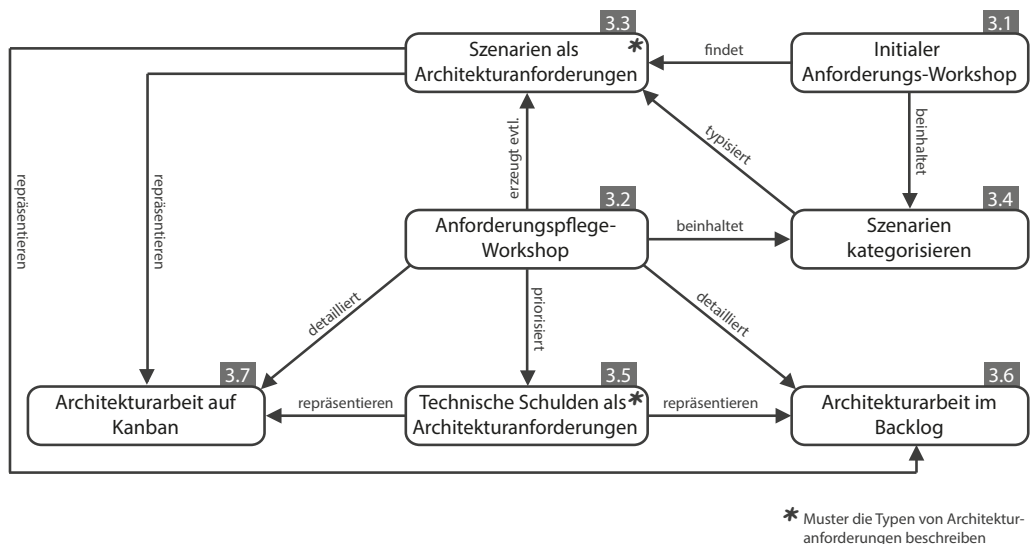 3.3
Szenarien als *
Architekturanforderungen
findet
3.1
Initialer
Anforderungs-Workshop
repräsentieren
repräsentieren
erzeugt evtl.
typisiert
beinhaltet
3.2
Anforderungspflege-
Workshop
beinhaltet
3.4
Szenarien
kategorisieren
detailliert
priorisiert
detailliert
3.7
Architekturarbeit auf
Kanban
repräsentieren
3.5
Technische Schulden als *
Architekturanforderungen
repräsentieren
3.6
Architekturarbeit im
Backlog
* Muster die Typen von Architektur-
anforderungen beschreiben